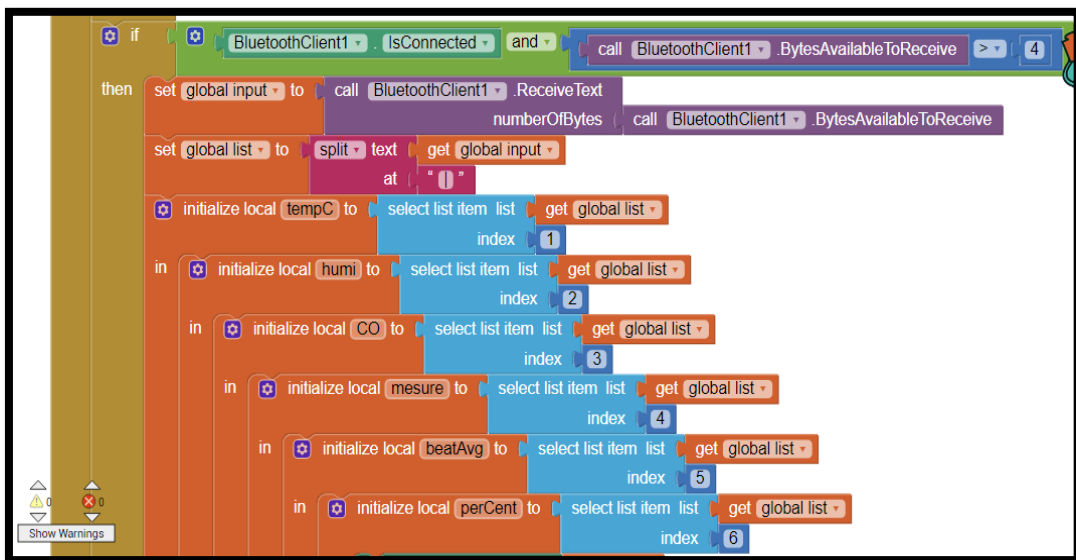 if BluetoothClient1 . IsConnected and call BluetoothClient1 .BytesAvailableToReceive > 4
then set global input to call BluetoothClient1 .ReceiveText
numberOfBytes call BluetoothClient1 .BytesAvailableToReceive
set global list to split text get global input
at " | "
initialize local tempC to select list item list get global list
index 1
in initialize local humi to select list item list get global list
index 2
in initialize local CO to select list item list get global list
index 3
in initialize local mesure to select list item list get global list
index 4
in initialize local beatAvg to select list item list get global list
index 5
in initialize local perCent to select list item list get global list
index 6
0 0
Show Warnings